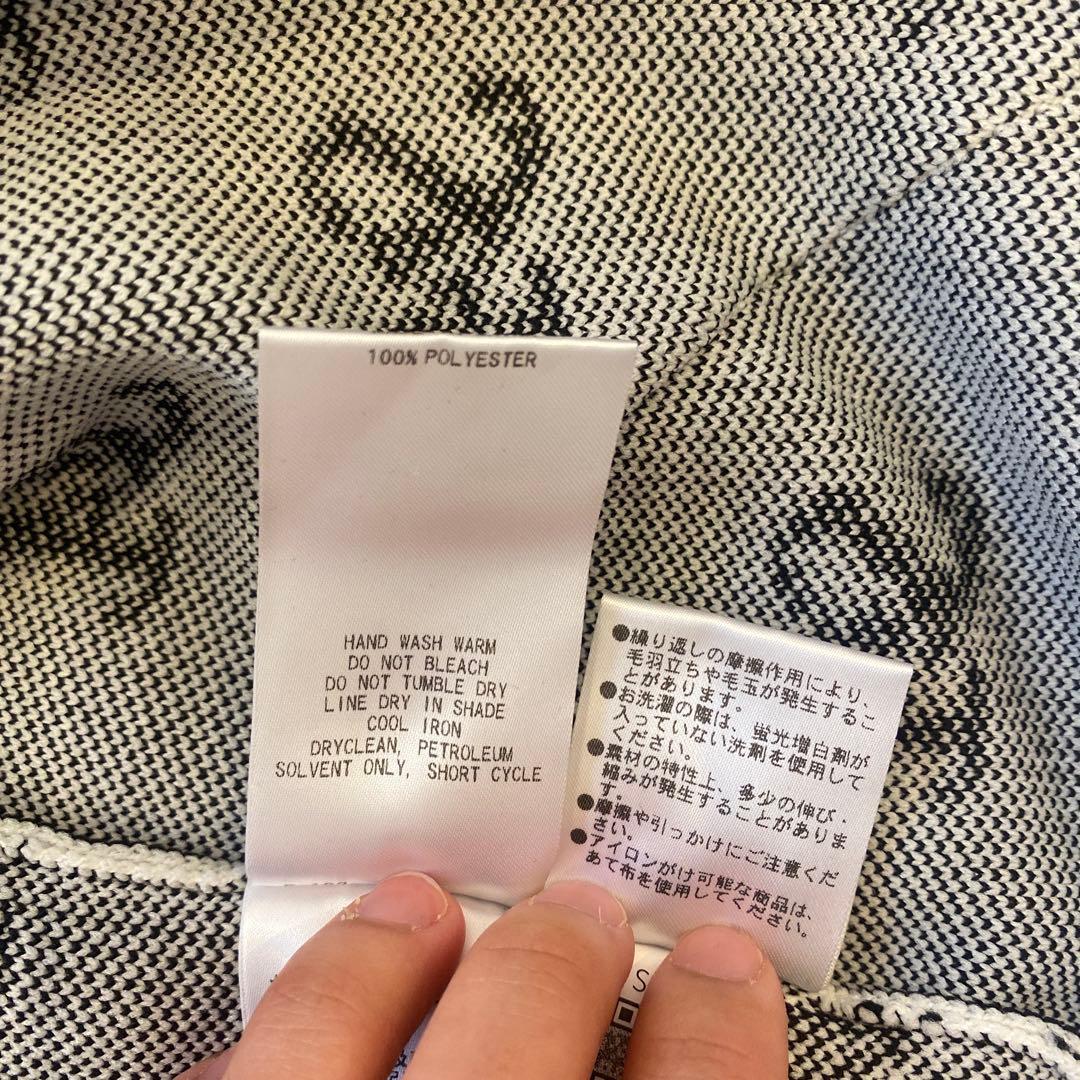 100% POLYESTER
HAND WASH WARM
DO NOT BLEACH
DO NOT TUMBLE DRY
LINE DRY IN SHADE
COOL IRON
DRYCLEAN, PETROLEUM
SOLVENT ONLY, SHORT CYCLE
●繰り返しの摩擦作用により、
毛羽立ちや毛玉が発生するこ
とがあります。
●お洗濯の際は、蛍光増白剤が
入っていない洗剤を使用して
ください。
●素材の特性上、多少の伸び・
縮みが発生することがありま
す。
●摩擦や引っかけにご注意くだ
さい。
●アイロンがけ可能な商品は、
あて布を使用してください。
S